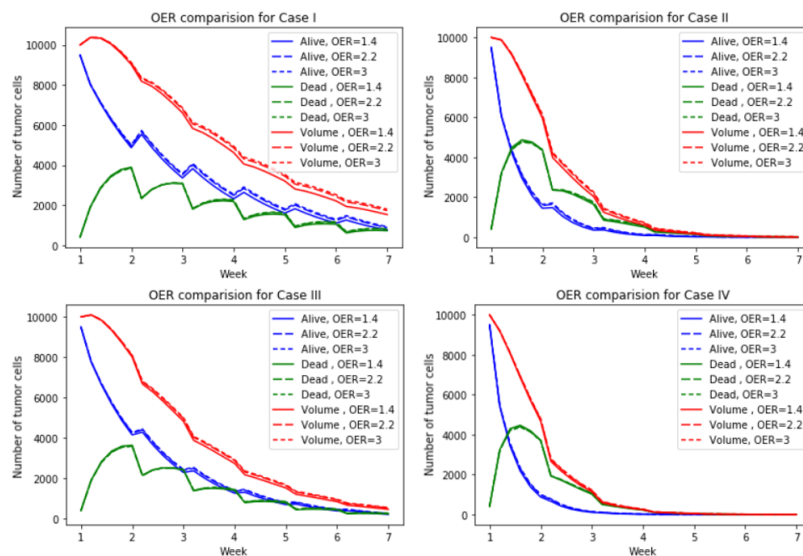 OER comparision for Case I
Number of tumor cells
10000
8000
6000
4000
2000
0
1 2 3 4 5 6 7
Week
Alive, OER=1.4
Alive, OER=2.2
Alive, OER=3
Dead , OER=1.4
Dead, OER=2.2
Dead, OER=3
Volume , OER=1.4
Volume, OER=2.2
Volume, OER=3
OER comparision for Case II
Number of tumor cells
10000
8000
6000
4000
2000
0
1 2 3 4 5 6 7
Week
Alive, OER=1.4
Alive, OER=2.2
Alive, OER=3
Dead , OER=1.4
Dead, OER=2.2
Dead, OER=3
Volume , OER=1.4
Volume, OER=2.2
Volume, OER=3
OER comparision for Case III
Number of tumor cells
10000
8000
6000
4000
2000
0
1 2 3 4 5 6 7
Week
Alive, OER=1.4
Alive, OER=2.2
Alive, OER=3
Dead , OER=1.4
Dead, OER=2.2
Dead, OER=3
Volume , OER=1.4
Volume, OER=2.2
Volume, OER=3
OER comparision for Case IV
Number of tumor cells
10000
8000
6000
4000
2000
0
1 2 3 4 5 6 7
Week
Alive, OER=1.4
Alive, OER=2.2
Alive, OER=3
Dead , OER=1.4
Dead, OER=2.2
Dead, OER=3
Volume , OER=1.4
Volume, OER=2.2
Volume, OER=3